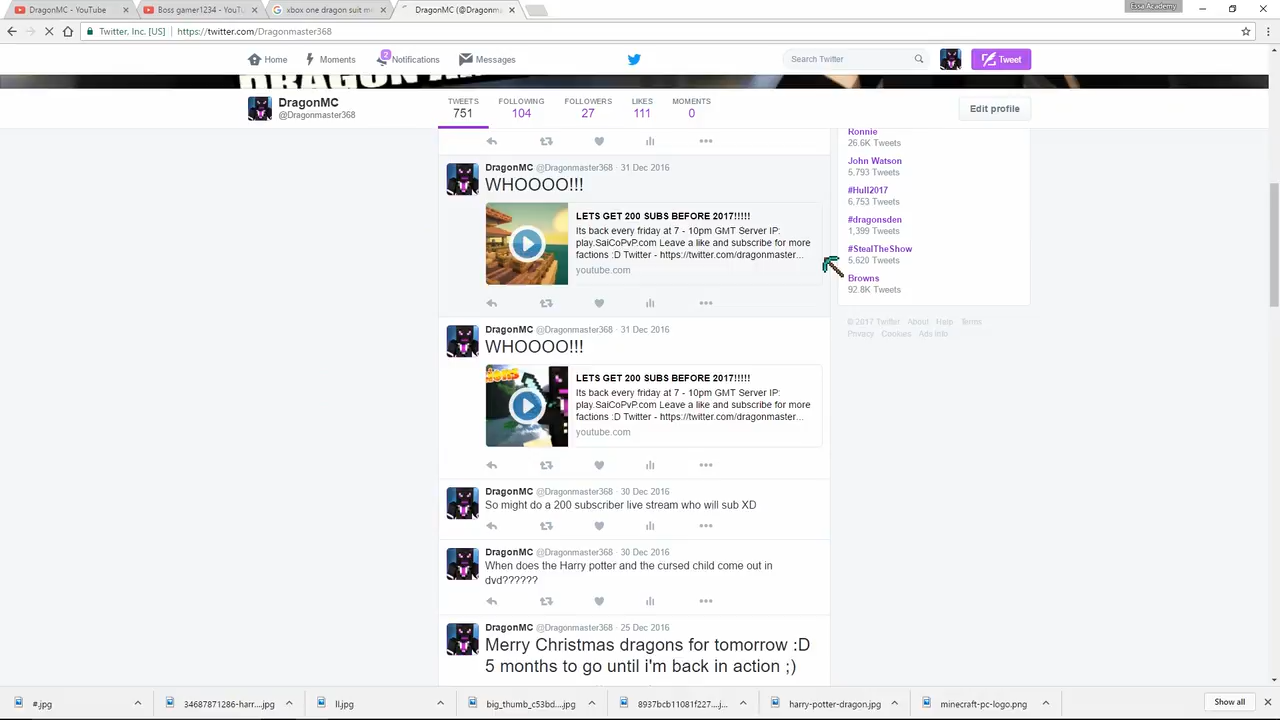 DragonMC - YouTube
Boss gamer1234 - YouTu
xbox one dragon suit mi
DragonMC (@Dragonm
Essa Academy
Twitter, Inc. [US] https://twitter.com/Dragonmaster368
Home
Moments
2
Notifications
Messages
Search Twitter
Tweet
DragonMC
@Dragonmaster368
TWEETS
751
FOLLOWING
104
FOLLOWERS
27
LIKES
111
MOMENTS
0
Edit profile
DragonMC @Dragonmaster368 · 31 Dec 2016
WHOOOO!!!
LETS GET 200 SUBS BEFORE 2017!!!!!
Its back every friday at 7 - 10pm GMT Server IP:
play.SaiCoPvP.com Leave a like and subscribe for more
factions :D Twitter - https://twitter.com/dragonmaster...
youtube.com
DragonMC @Dragonmaster368 · 31 Dec 2016
WHOOOO!!!
LETS GET 200 SUBS BEFORE 2017!!!!!
Its back every friday at 7 - 10pm GMT Server IP:
play.SaiCoPvP.com Leave a like and subscribe for more
factions :D Twitter - https://twitter.com/dragonmaster...
youtube.com
DragonMC @Dragonmaster368 · 30 Dec 2016
So might do a 200 subscriber live stream who will sub XD
DragonMC @Dragonmaster368 · 30 Dec 2016
When does the Harry potter and the cursed child come out in
dvd??????
DragonMC @Dragonmaster368 · 25 Dec 2016
Merry Christmas dragons for tomorrow :D
5 months to go until i'm back in action ;)
Ronnie
26.6K Tweets
John Watson
5,793 Tweets
#Hull2017
6,753 Tweets
#dragonsden
1,399 Tweets
#StealTheShow
5,620 Tweets
Browns
92.8K Tweets
© 2017 Twitter About Help Terms
Privacy Cookies Ads info
#.jpg
34687871286-harr....jpg
ll.jpg
big_thumb_c53bd....jpg
8937bcb11081f227....j..
harry-potter-dragon.jpg
minecraft-pc-logo.png
Show all